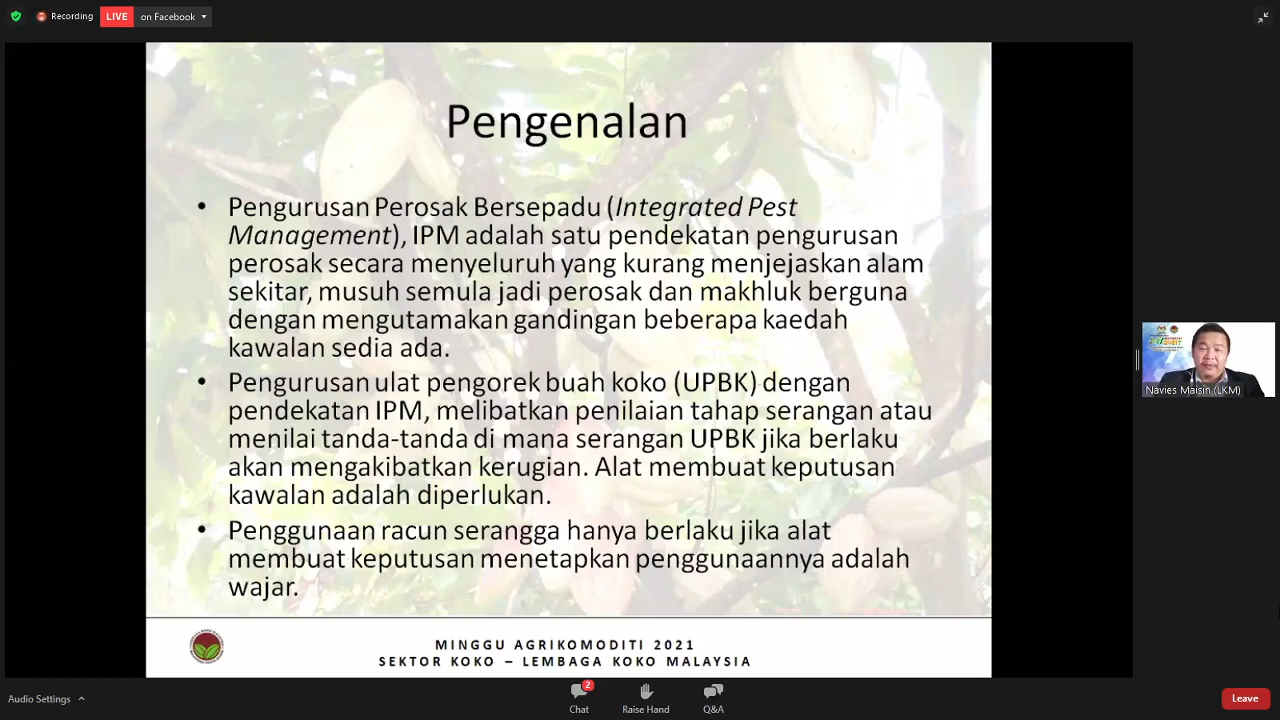 Recording
LIVE
on Facebook
Pengenalan
• Pengurusan Perosak Bersepadu (Integrated Pest
Management), IPM adalah satu pendekatan pengurusan
perosak secara menyeluruh yang kurang menjejaskan alam
sekitar, musuh semula jadi perosak dan makhluk berguna
dengan mengutamakan gandingan beberapa kaedah
kawalan sedia ada.
• Pengurusan ulat pengorek buah koko (UPBK) dengan
pendekatan IPM, melibatkan penilaian tahap serangan atau
menilai tanda-tanda di mana serangan UPBK jika berlaku
akan mengakibatkan kerugian. Alat membuat keputusan
kawalan adalah diperlukan.
• Penggunaan racun serangga hanya berlaku jika alat
membuat keputusan menetapkan penggunaannya adalah
wajar.
MINGGU AGRIKOMODITI 2021
SEKTOR KOKO – LEMBAGA KOKO MALAYSIA
Navies Maisin (LKM)
Audio Settings
2
Chat
Raise Hand
Q&A
Leave